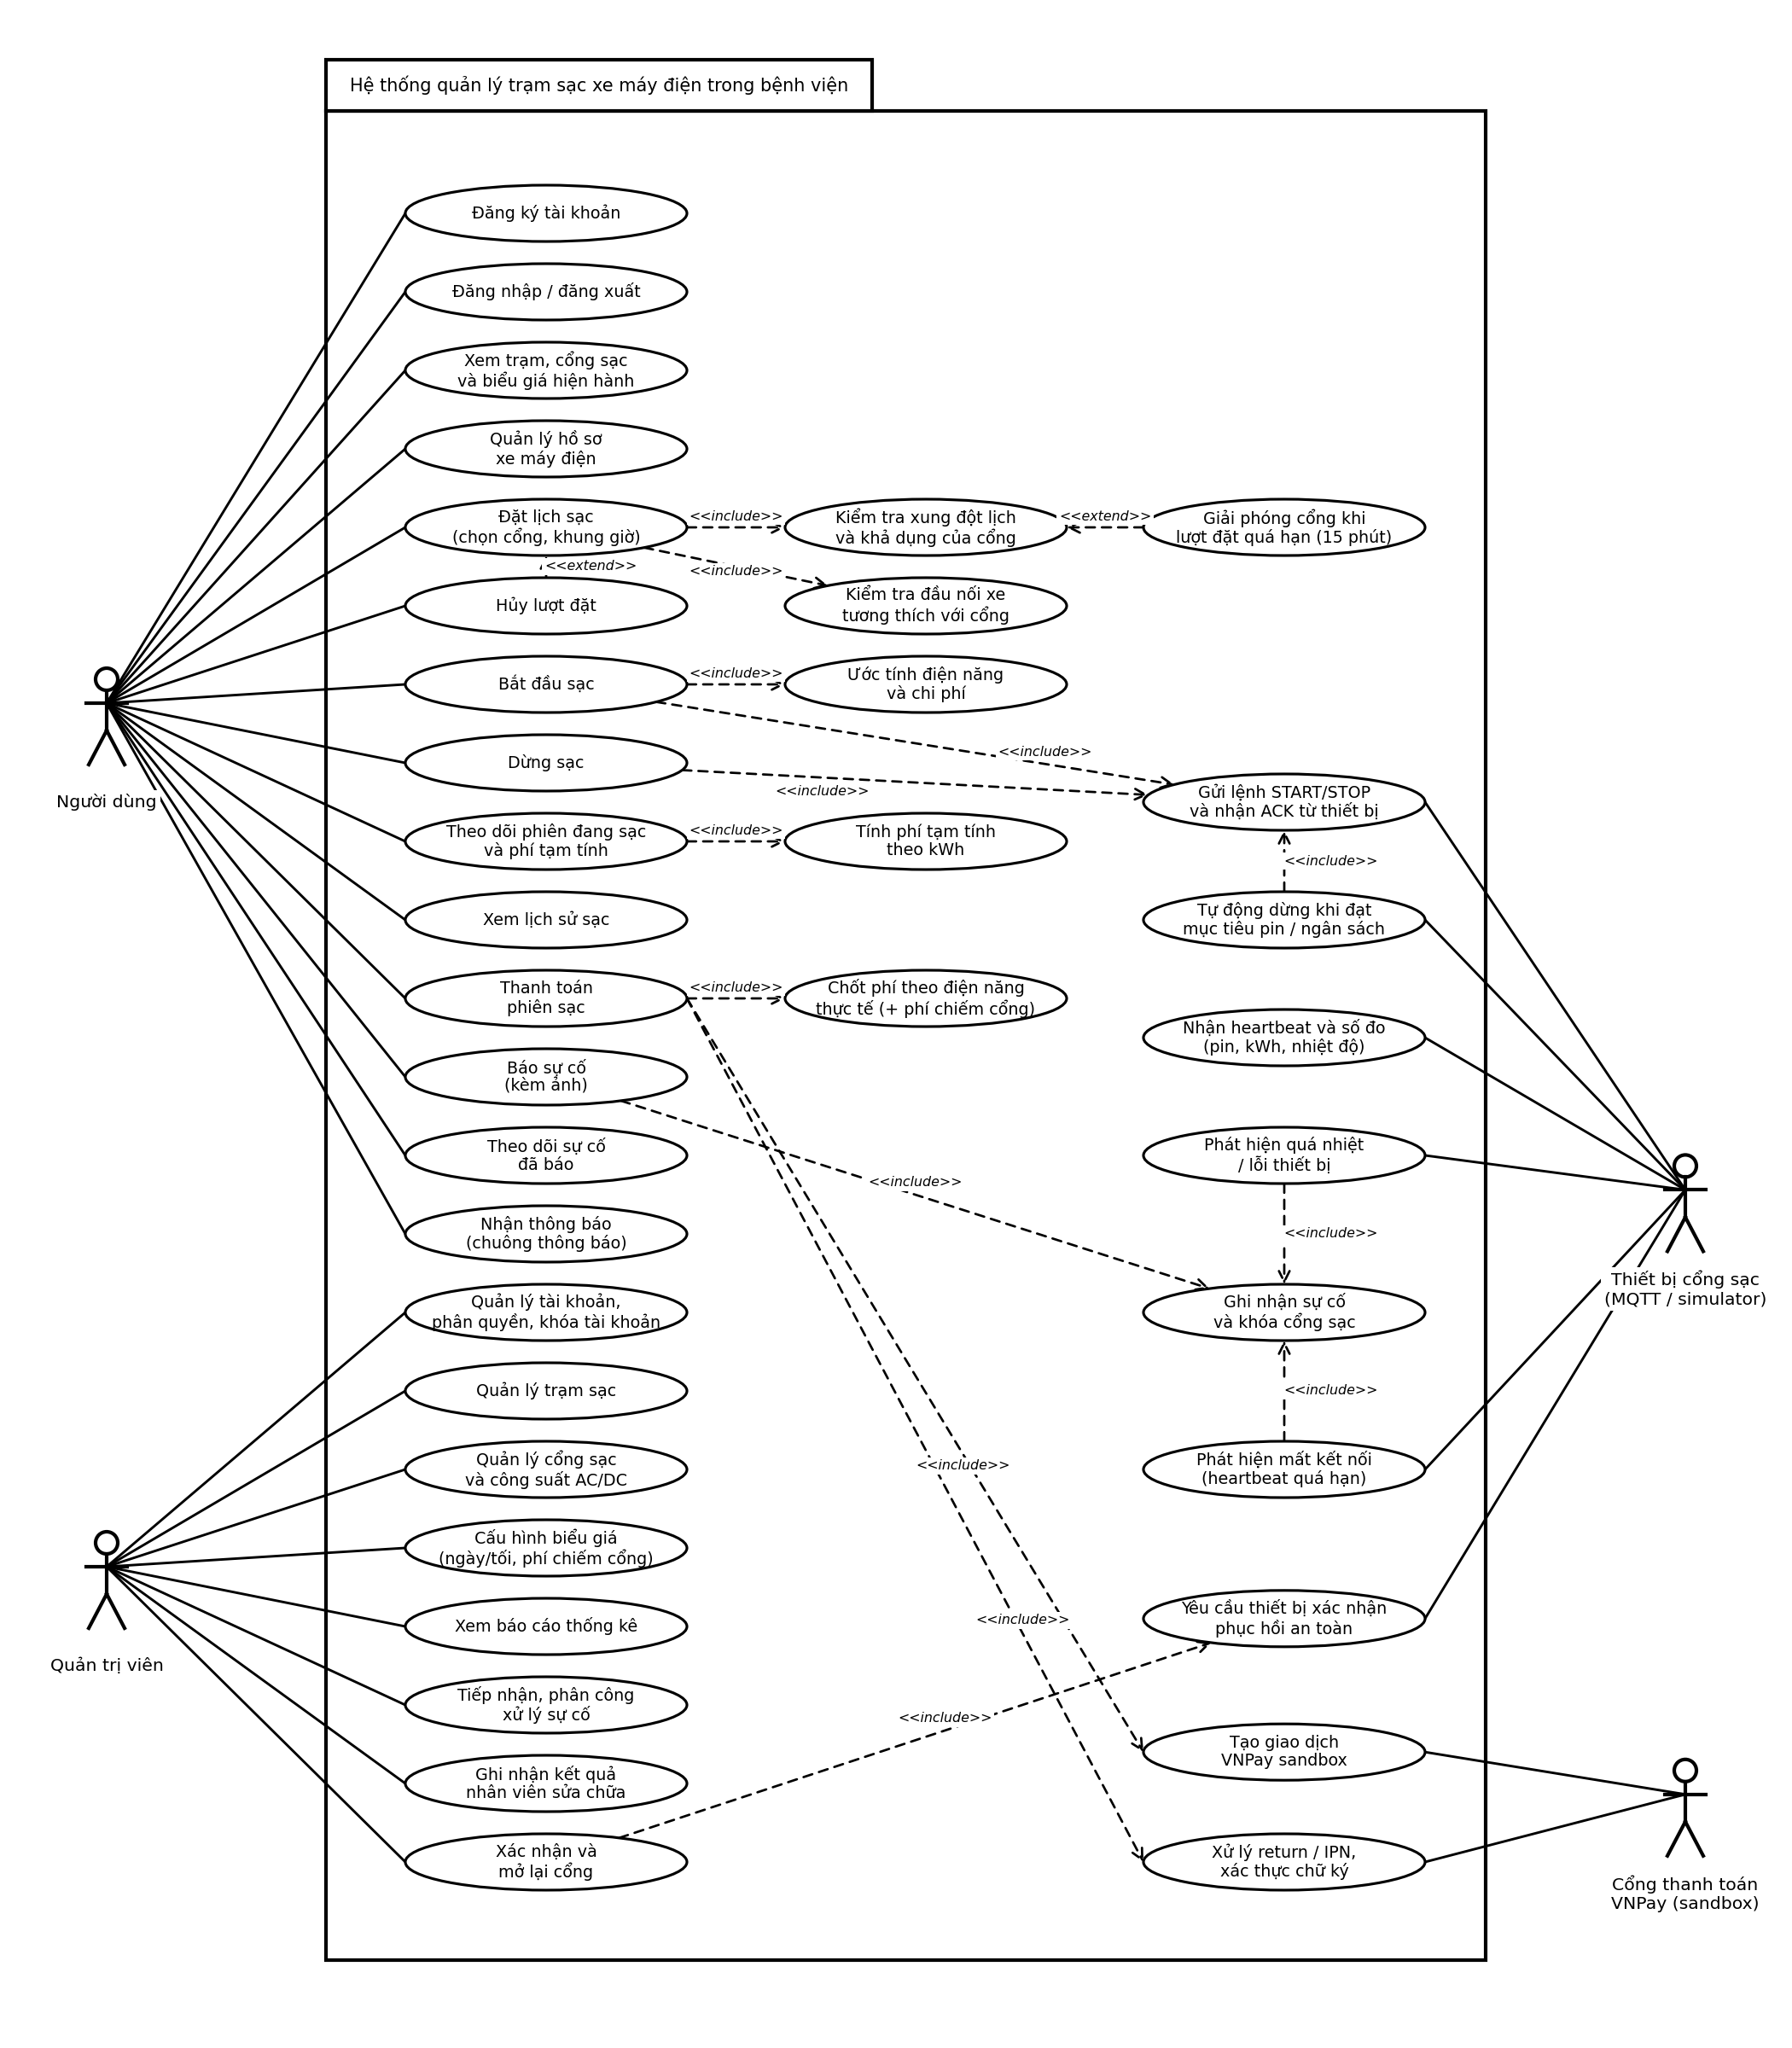 Hệ thống quản lý trạm sạc xe máy điện trong bệnh viện
Đăng ký tài khoản
Đăng nhập / đăng xuất
Xem trạm, cổng sạc
và biểu giá hiện hành
Quản lý hồ sơ
xe máy điện
Đặt lịch sạc
(chọn cổng, khung giờ)
<<include>>
Kiểm tra xung đột lịch
và khả dụng của cổng
<<extend>>
Giải phóng cổng khi
lượt đặt quá hạn (15 phút)
<<extend>>
<<include>>
Hủy lượt đặt
Kiểm tra đầu nối xe
tương thích với cổng
Bắt đầu sạc
<<include>>
Ước tính điện năng
và chi phí
<<include>>
Dừng sạc
<<include>>
Gửi lệnh START/STOP
và nhận ACK từ thiết bị
Người dùng
Theo dõi phiên đang sạc
và phí tạm tính
<<include>>
Tính phí tạm tính
theo kWh
<<include>>
Xem lịch sử sạc
Tự động dừng khi đạt
mục tiêu pin / ngân sách
Thanh toán
phiên sạc
<<include>>
Chốt phí theo điện năng
thực tế (+ phí chiếm cổng)
Nhận heartbeat và số đo
(pin, kWh, nhiệt độ)
Báo sự cố
(kèm ảnh)
Theo dõi sự cố
đã báo
Phát hiện quá nhiệt
/ lỗi thiết bị
<<include>>
Nhận thông báo
(chuông thông báo)
<<include>>
Thiết bị cổng sạc
(MQTT / simulator)
Quản lý tài khoản,
phân quyền, khóa tài khoản
Ghi nhận sự cố
và khóa cổng sạc
Quản lý trạm sạc
<<include>>
Quản lý cổng sạc
và công suất AC/DC
<<include>>
Phát hiện mất kết nối
(heartbeat quá hạn)
Cấu hình biểu giá
(ngày/tối, phí chiếm cổng)
Xem báo cáo thống kê
<<include>>
Yêu cầu thiết bị xác nhận
phục hồi an toàn
Quản trị viên
Tiếp nhận, phân công
xử lý sự cố
<<include>>
Tạo giao dịch
VNPay sandbox
Ghi nhận kết quả
nhân viên sửa chữa
Xác nhận và
mở lại cổng
Xử lý return / IPN,
xác thực chữ ký
Cổng thanh toán
VNPay (sandbox)